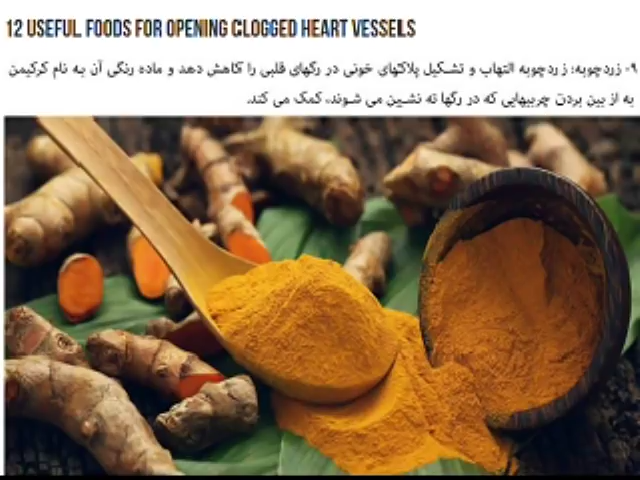 12 USEFUL FOODS FOR OPENING CLOGGED HEART VESSELS
۹- زردچوبه: زردچوبه التهاب و تشکیل پلاکهای خونی در رگهای قلبی را کاهش دهد و ماده رنگی آن به نام کرکیمن
به از بین بردن چربیهایی که در رگها ته نشین می شوند، کمک می کند.